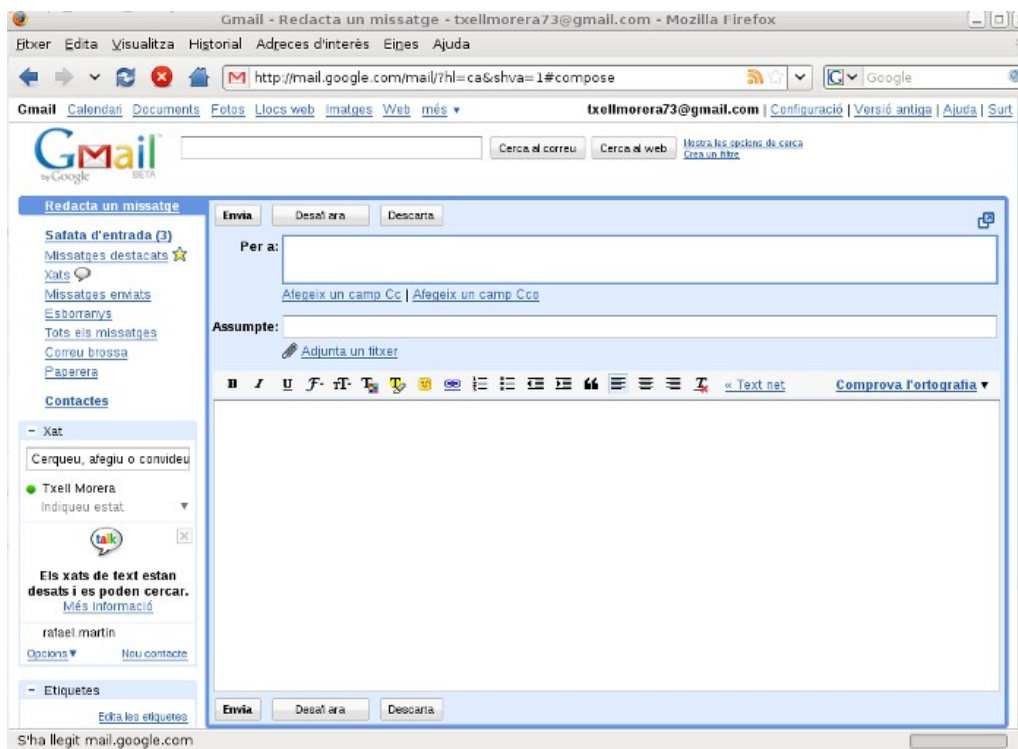 Gmail - Redacta un missatge - txellmorera73@gmail.com - Mozilla Firefox
Fitxer Edita Visualitza Historial Adreces d'interès Eines Ajuda
http://mail.google.com/mail/?hl=ca&shva=1#compose Google
Gmail Calendari Documents Fotos Llocs web Imatges Web més txellmorera73@gmail.com | Configuració | Versió antiga | Ajuda | Surt
Gmail by Google BETA
Cerca al correu Cerca al web Mostra les opcions de cerca
Crea un filtre
Redacta un missatge
Safata d'entrada (3)
Missatges destacats
Xats
Missatges enviats
Esborranys
Tots els missatges
Correu brossa
Paperera
Contactes
− Xat
Cerqueu, afegiu o convideu
Txell Morera
Indiqueu estat
talk
Els xats de text estan
desats i es poden cercar.
Més informació
rafael.martin
Opcions Nou contacte
− Etiquetes
Edita les etiquetes
Envia Desa'l ara Descarta
Per a:
Afegeix un camp Cc | Afegeix un camp Cco
Assumpte:
Adjunta un fitxer
B I U F T T T « Text net Comprova l'ortografia
Envia Desa'l ara Descarta
S'ha llegit mail.google.com